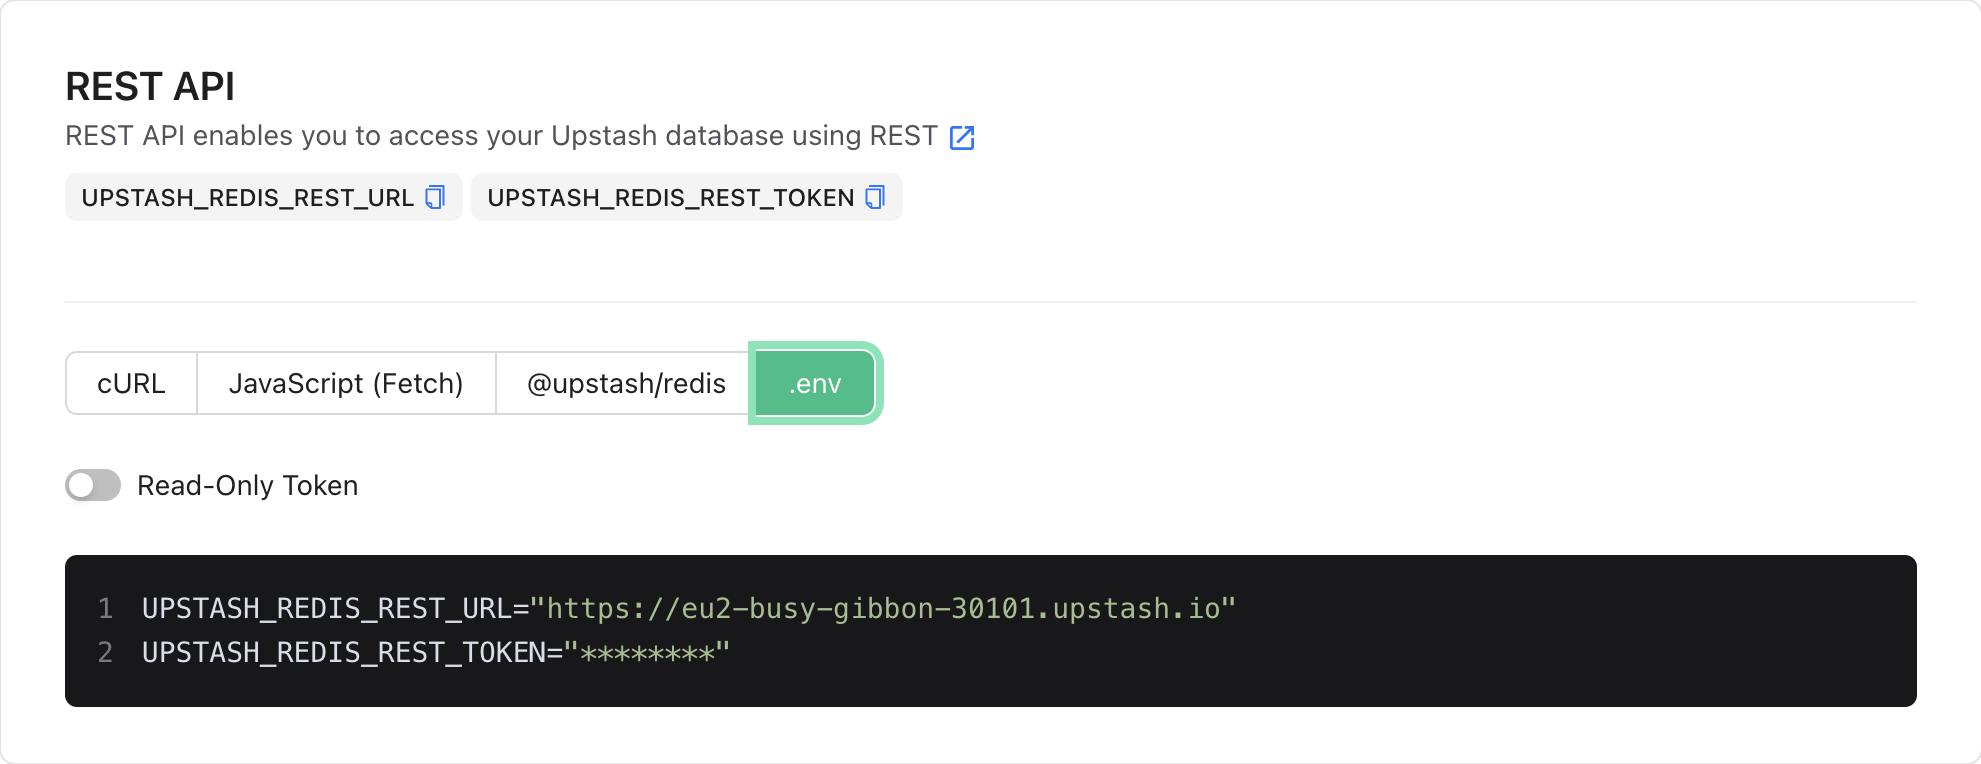 REST API
REST API enables you to access your Upstash database using REST
UPSTASH_REDIS_REST_URL UPSTASH_REDIS_REST_TOKEN
cURL JavaScript (Fetch) @upstash/redis .env
Read-Only Token
1 UPSTASH_REDIS_REST_URL="https://eu2-busy-gibbon-30101.upstash.io"
2 UPSTASH_REDIS_REST_TOKEN="********"